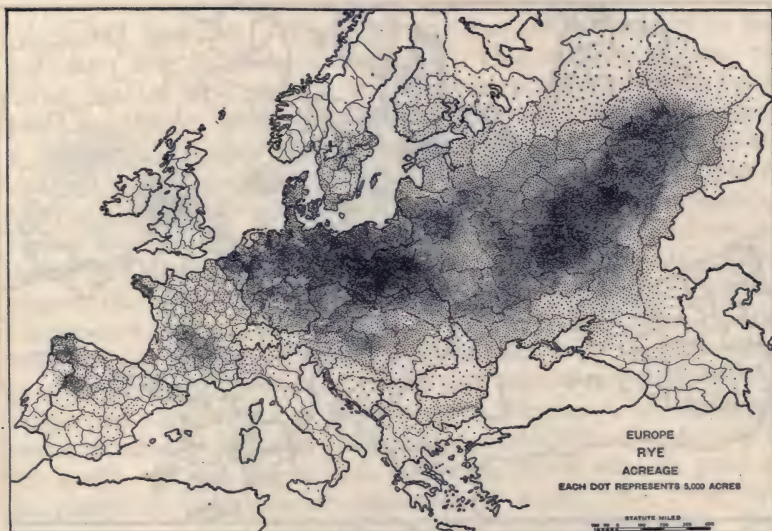 EUROPE
RYE
ACREAGE
EACH DOT REPRESENTS 5,000 ACRES
STATUTE MILES